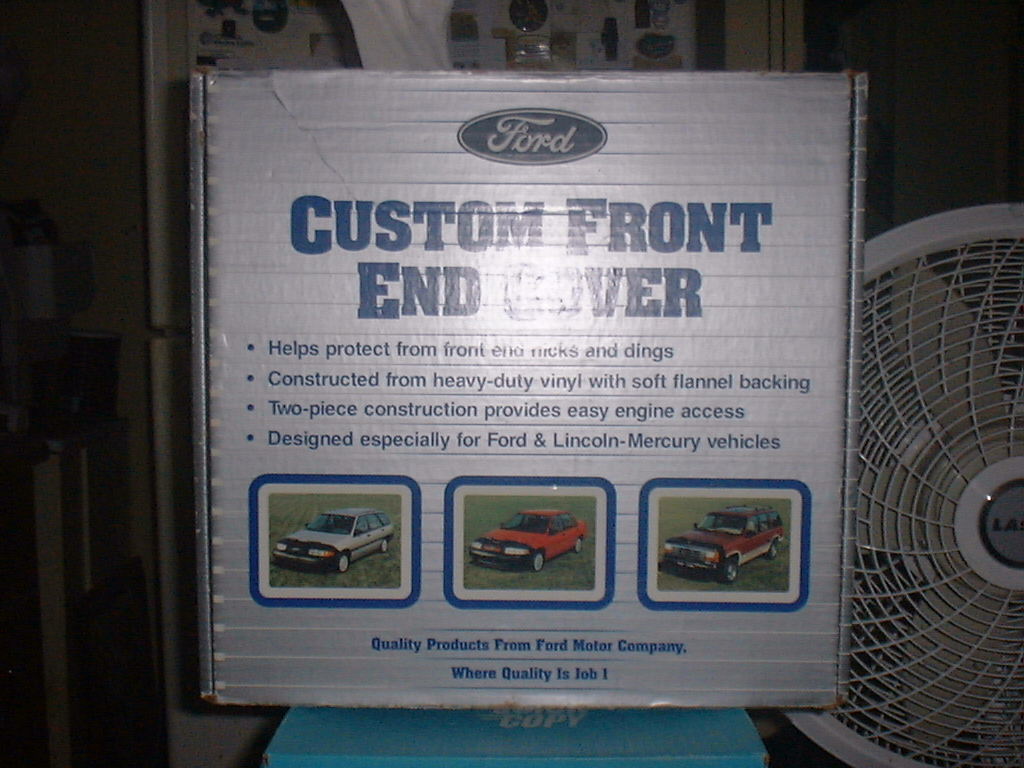 Ford
CUSTOM FRONT
END COVER
• Helps protect from front end nicks and dings
• Constructed from heavy-duty vinyl with soft flannel backing
• Two-piece construction provides easy engine access
• Designed especially for Ford & Lincoln-Mercury vehicles
Quality Products From Ford Motor Company,
Where Quality Is Job 1
COPY